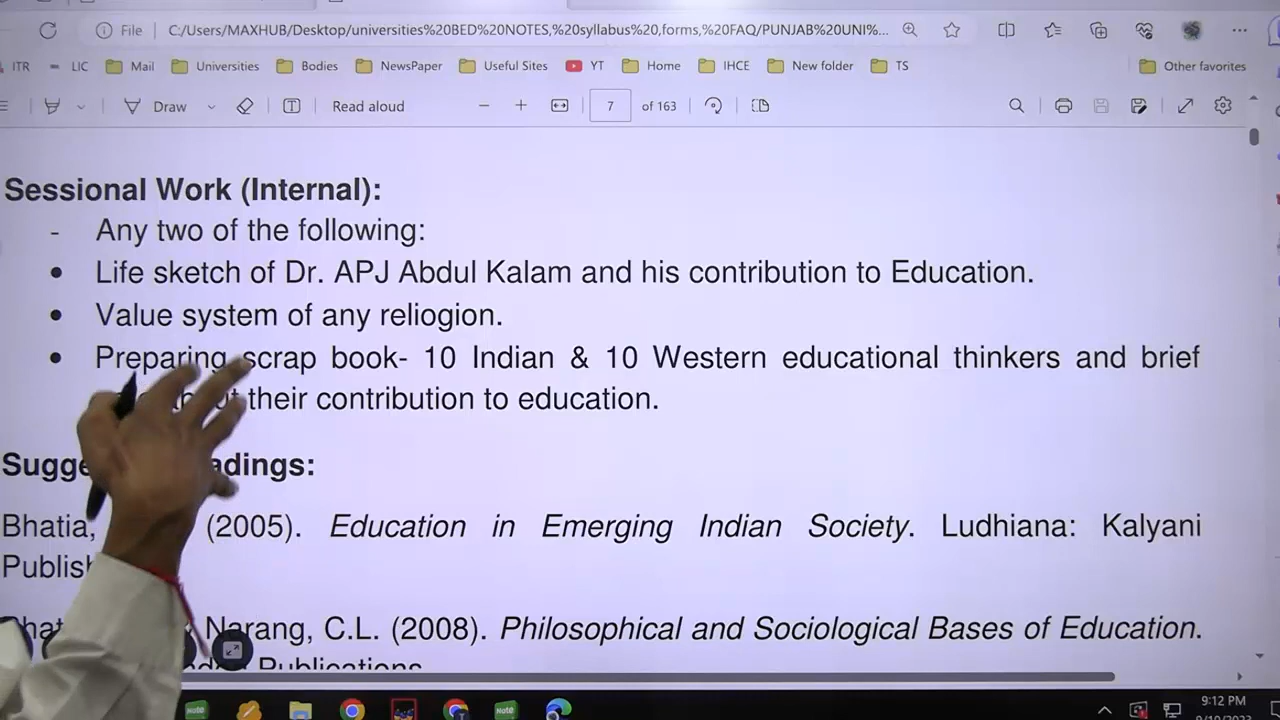 File C:/Users/MAXHUB/Desktop/universities%20BED%20NOTES,%20syllabus%20,forms,%20FAQ/PUNJAB%20UNI%...
ITR LIC Mail Universities Bodies NewsPaper Useful Sites YT Home IHCE New folder TS Other favorites
Draw Read aloud 7 of 163
Sessional Work (Internal):
- Any two of the following:
• Life sketch of Dr. APJ Abdul Kalam and his contribution to Education.
• Value system of any reliogion.
• Preparing scrap book- 10 Indian & 10 Western educational thinkers and brief
their contribution to education.
Bhatia, (2005). Education in Emerging Indian Society. Ludhiana: Kalyani
Narang, C.L. (2008). Philosophical and Sociological Bases of Education.
Publications
9:12 PM